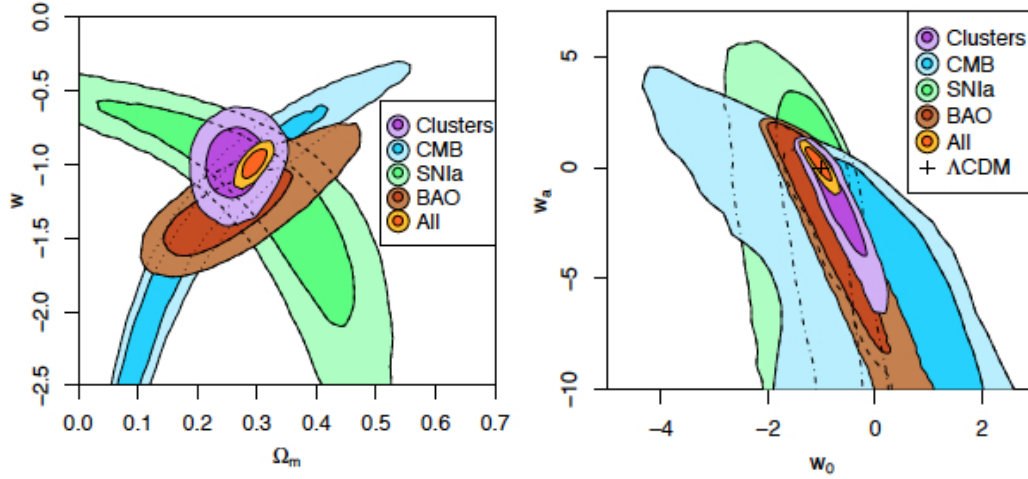 0.0
-0.5
-1.0
-1.5
-2.0
-2.5
w
0.0 0.1 0.2 0.3 0.4 0.5 0.6 0.7
Ωm
Clusters
CMB
SNIa
BAO
All
5
0
-5
-10
wa
-4 -2 0 2
w0
Clusters
CMB
SNIa
BAO
All
ΛCDM